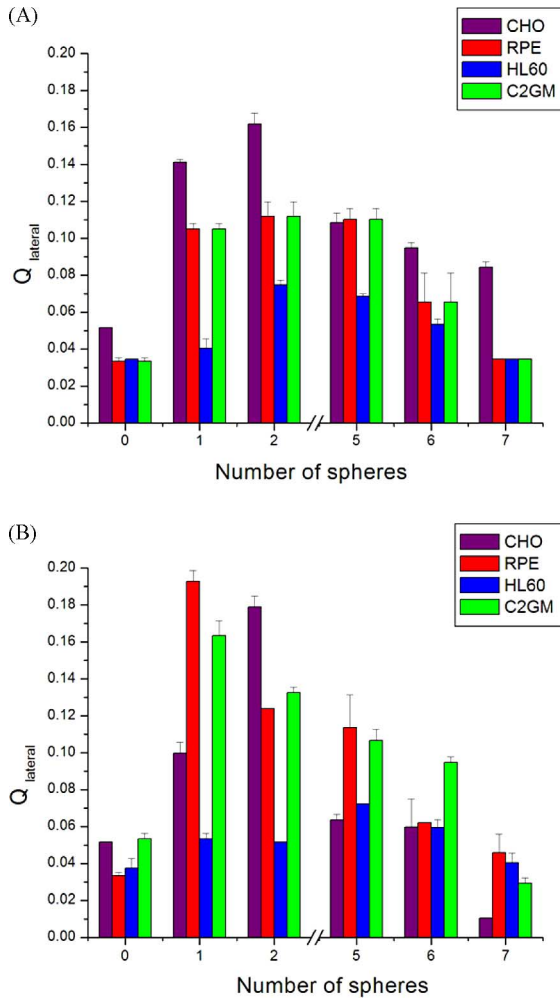 (A)
CHO
RPE
HL60
C2GM
0.20
0.18
0.16
0.14
0.12
0.10
0.08
0.06
0.04
0.02
0.00
Q lateral
0 1 2 5 6 7
Number of spheres
(B)
CHO
RPE
HL60
C2GM
0.20
0.18
0.16
0.14
0.12
0.10
0.08
0.06
0.04
0.02
0.00
Q lateral
0 1 2 5 6 7
Number of spheres